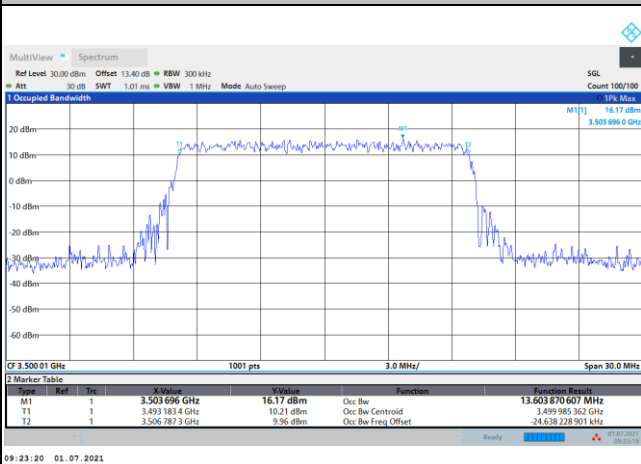 MultiView Spectrum
Ref Level 30.00 dBm Offset 13.40 dB RBW 300 kHz SGL
Att 30 dB SWT 1.01 ms VBW 1 MHz Mode Auto Sweep Count 100/100
1 Occupied Bandwidth 1Pk Max
M1[1] 16.17 dBm
3.503 696 0 GHz
M1
20 dBm
T1 T2
10 dBm
0 dBm
-10 dBm
-20 dBm
-30 dBm
-40 dBm
-50 dBm
-60 dBm
CF 3.500 01 GHz 1001 pts 3.0 MHz/ Span 30.0 MHz
2 Marker Table
Type Ref Trc X-Value Y-Value Function Function Result
M1 1 3.503 696 GHz 16.17 dBm Occ Bw 13.603 870 607 MHz
T1 1 3.493 183 4 GHz 10.21 dBm Occ Bw Centroid 3.499 985 362 GHz
T2 1 3.506 787 3 GHz 9.96 dBm Occ Bw Freq Offset -24.638 228 901 kHz
Ready 01.07.2021
09:23:19
09:23:20 01.07.2021